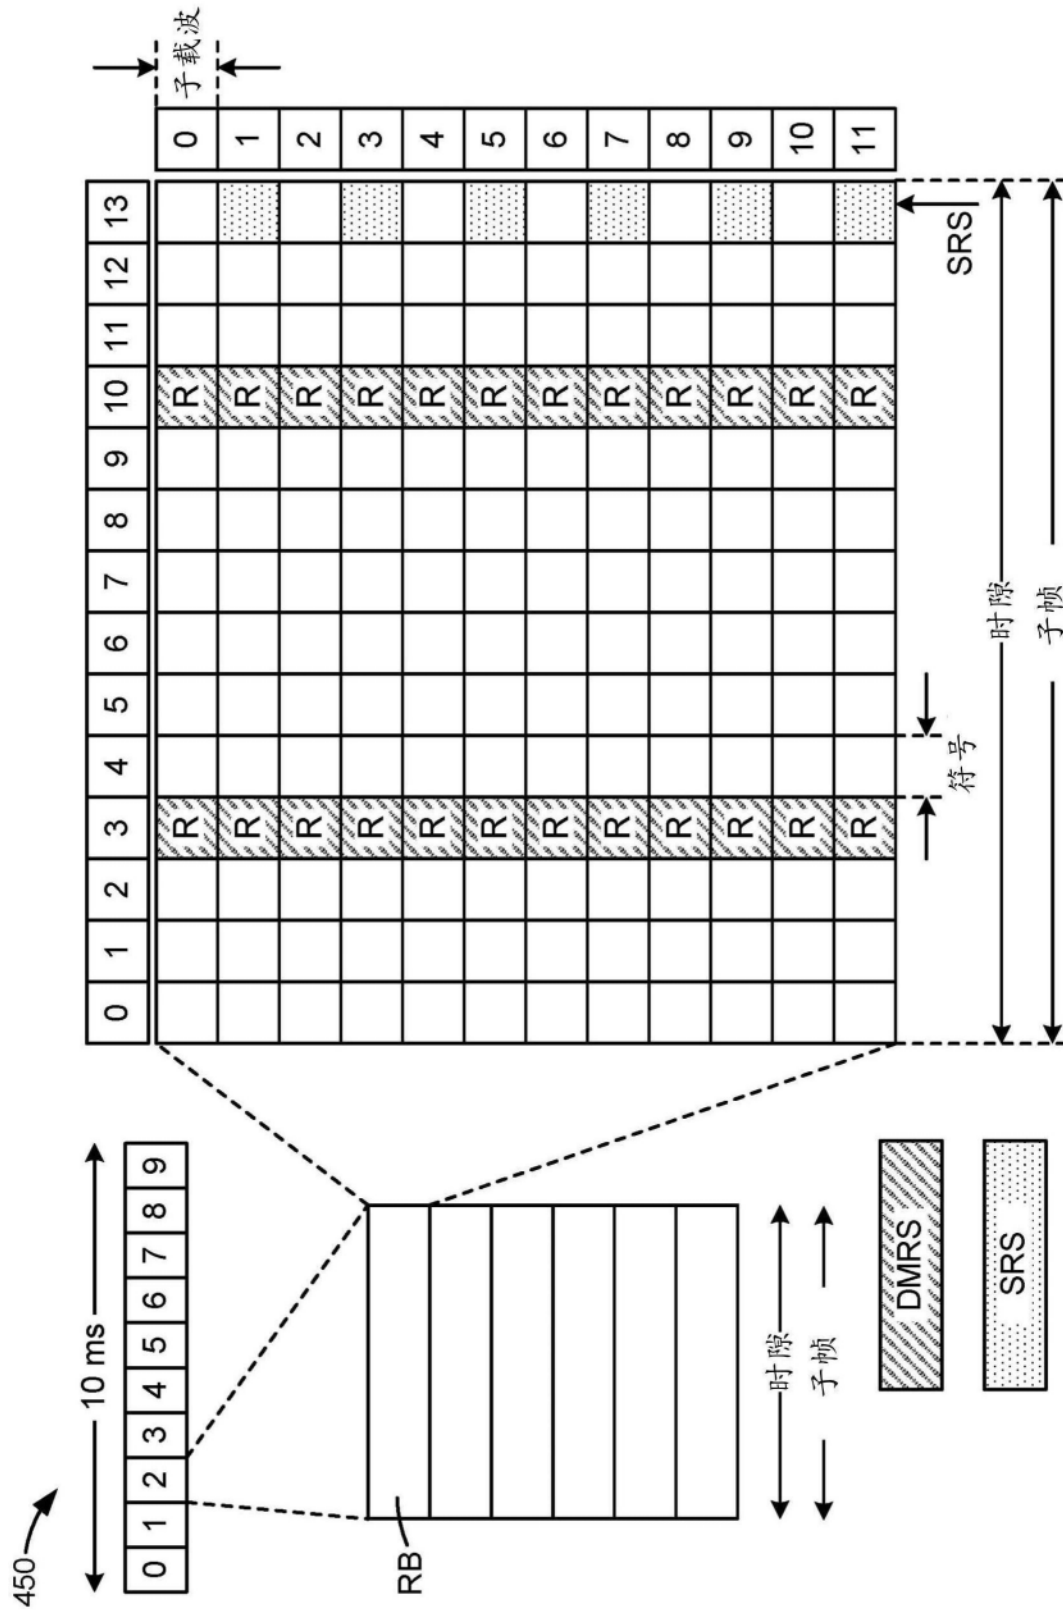 450
10 ms
0 1 2 3 4 5 6 7 8 9
RB
时隙
子帧
DMRS
SRS
0 1 2 3 4 5 6 7 8 9 10 11 12 13
子载波
R R 0
R R 1
R R 2
R R 3
R R 4
R R 5
R R 6
R R 7
R R 8
R R 9
R R 10
R R 11
符号
SRS
时隙
子帧